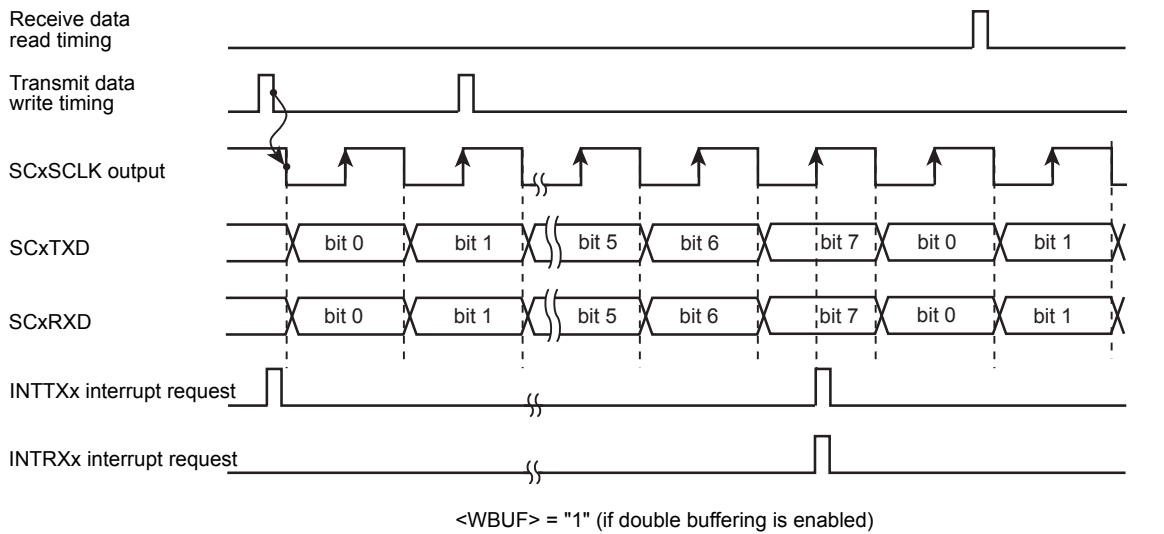 Receive data
read timing
Transmit data
write timing
SCxSCLK output
SCxTXD
bit 0
bit 1
bit 5
bit 6
bit 7
bit 0
bit 1
SCxRXD
bit 0
bit 1
bit 5
bit 6
bit 7
bit 0
bit 1
INTTXx interrupt request
INTRXx interrupt request
<WBUF> = "1" (if double buffering is enabled)